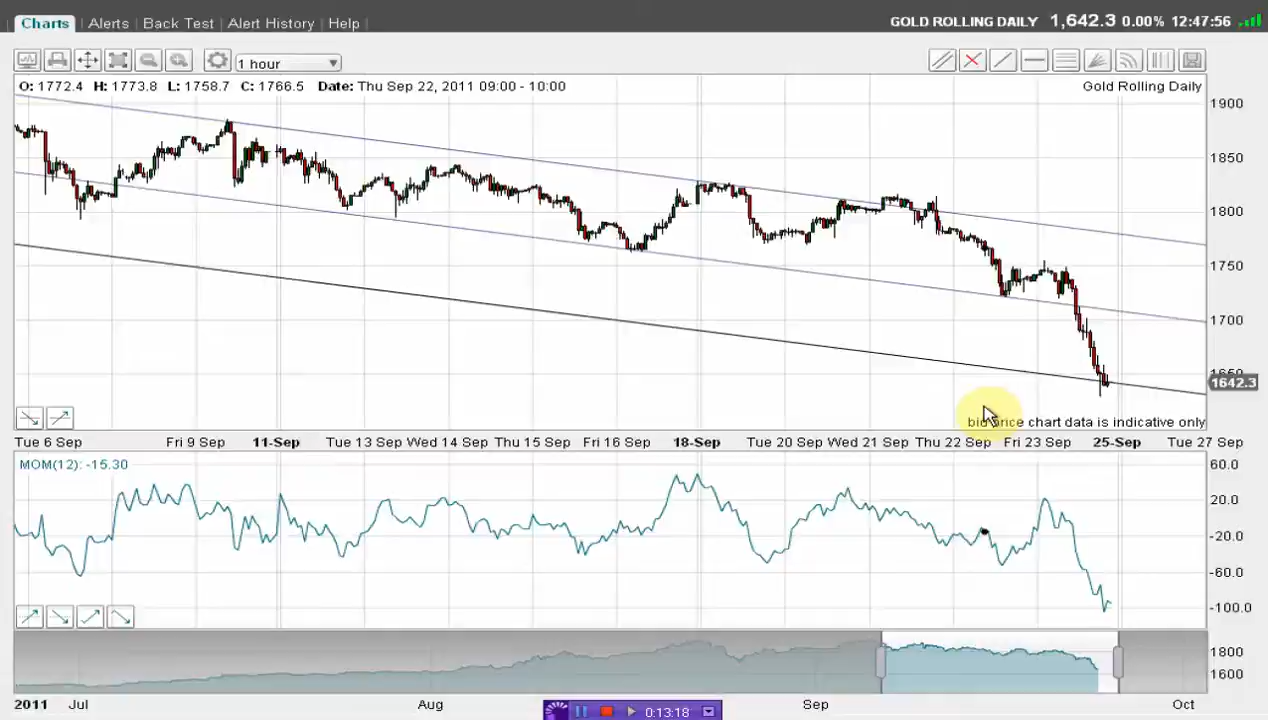 Charts Alerts Back Test Alert History Help GOLD ROLLING DAILY 1,642.3 0.00% 12:47:56
1 hour
O: 1772.4 H: 1773.8 L: 1758.7 C: 1766.5 Date: Thu Sep 22, 2011 09:00 - 10:00 Gold Rolling Daily
1900
1850
1800
1750
1700
1650
1642.3
bid price chart data is indicative only
Tue 6 Sep Fri 9 Sep 11-Sep Tue 13 Sep Wed 14 Sep Thu 15 Sep Fri 16 Sep 18-Sep Tue 20 Sep Wed 21 Sep Thu 22 Sep Fri 23 Sep 25-Sep Tue 27 Sep
MOM(12): -15.30 60.0
20.0
-20.0
-60.0
-100.0
1800
1600
2011 Jul Aug Sep Oct
0:13:18